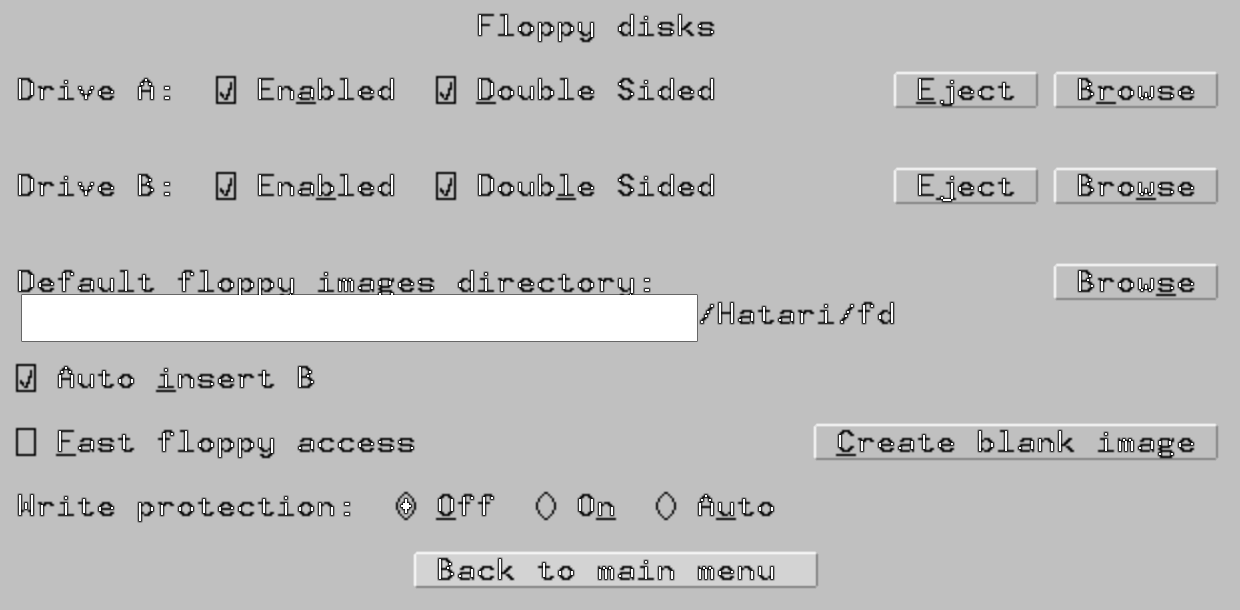 Floppy disks
Drive A: Enabled Double Sided Eject Browse
Drive B: Enabled Double Sided Eject Browse
Default floppy images directory: Browse
/Hatari/fd
Auto insert B
Fast floppy access Create blank image
Write protection: Off On Auto
Back to main menu